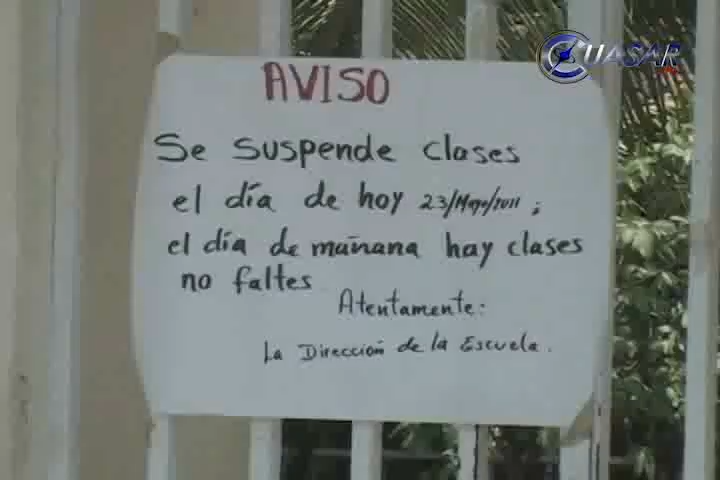 CUASAR
AVISO
Se suspende clases
el día de hoy 23/Mayo/2011 ;
el día de mañana hay clases
no faltes
Atentamente:
La Dirección de la Escuela.